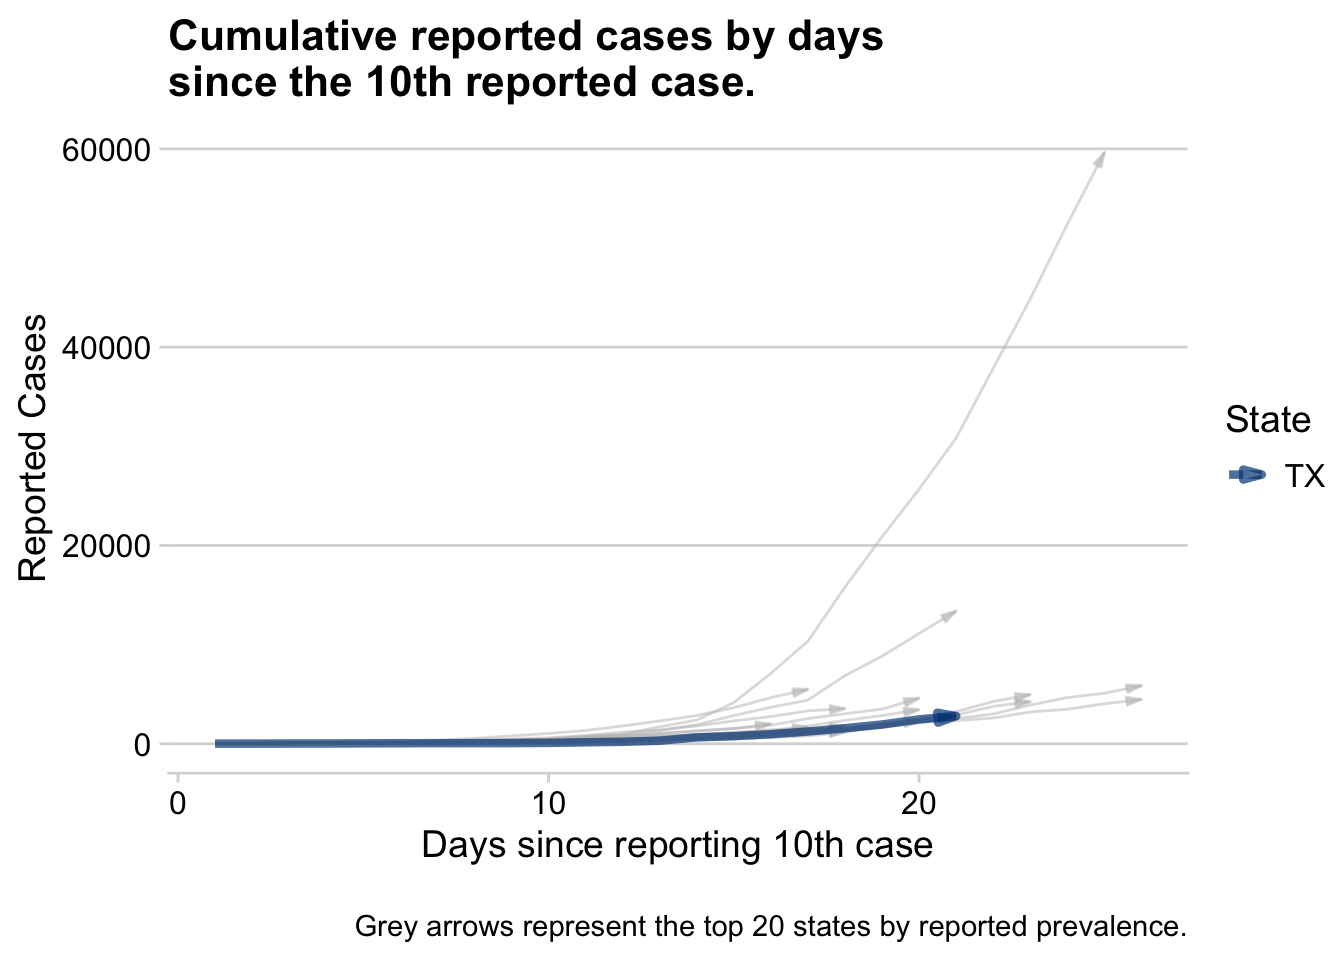 Cumulative reported cases by days
since the 10th reported case.
60000
40000
20000
0
Reported Cases
0
10
20
Days since reporting 10th case
State
TX
Grey arrows represent the top 20 states by reported prevalence.